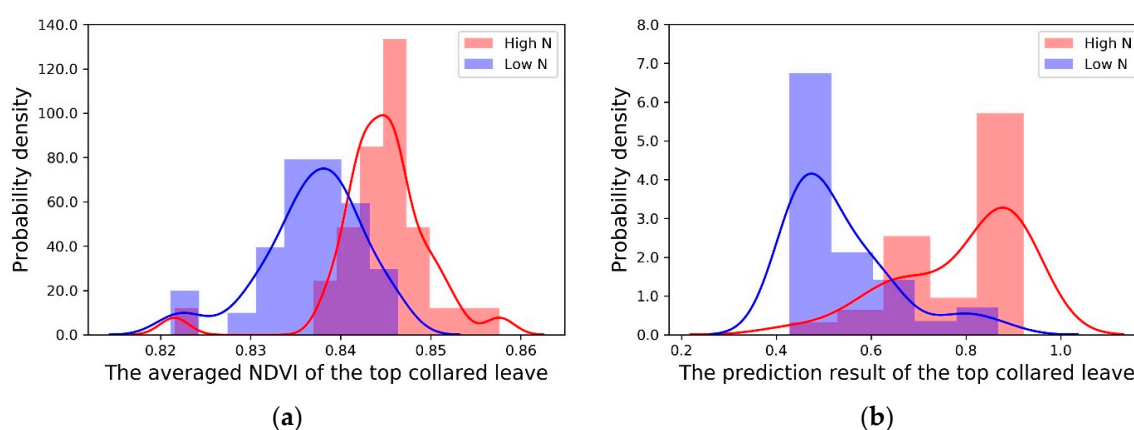 140.0
120.0
100.0
80.0
60.0
40.0
20.0
0.0
Probability density
High N
Low N
0.82 0.83 0.84 0.85 0.86
The averaged NDVI of the top collared leave
(a)
8.0
7.0
6.0
5.0
4.0
3.0
2.0
1.0
0.0
Probability density
High N
Low N
0.2 0.4 0.6 0.8 1.0
The prediction result of the top collared leave
(b)